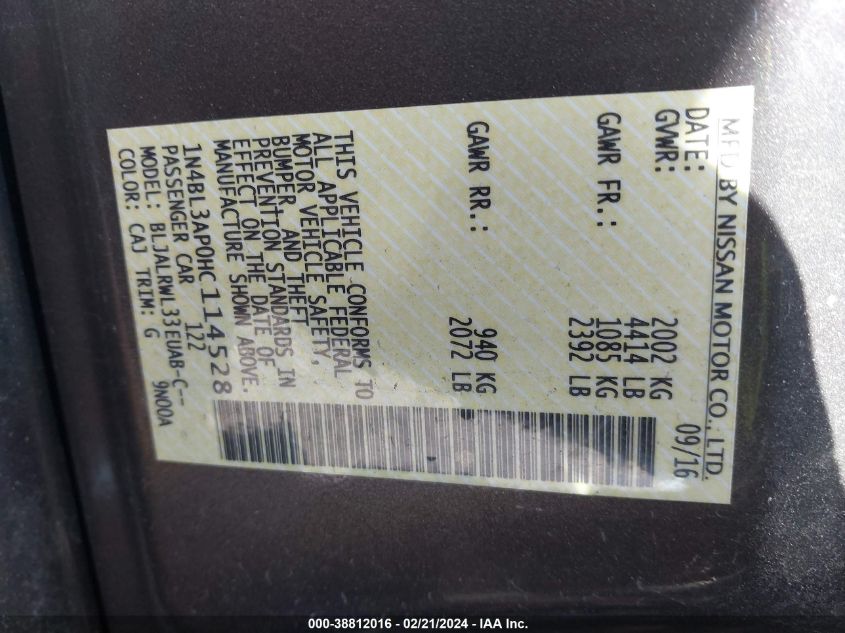 MFD BY NISSAN MOTOR CO., LTD.
DATE: 09/16
GVWR: 2002 KG
4414 LB
GAWR FR.: 1085 KG
2392 LB
GAWR RR.: 940 KG
2072 LB
THIS VEHICLE CONFORMS TO
ALL APPLICABLE FEDERAL
MOTOR VEHICLE SAFETY,
BUMPER, AND THEFT
PREVENTION STANDARDS IN
EFFECT ON THE DATE OF
MANUFACTURE SHOWN ABOVE.
1N4BL3AP0HC114528
PASSENGER CAR 122
MODEL: BLJALRWL33EUAB-C--
COLOR: CAJ TRIM: G 9N00A
000-38812016 - 02/21/2024 - IAA Inc.